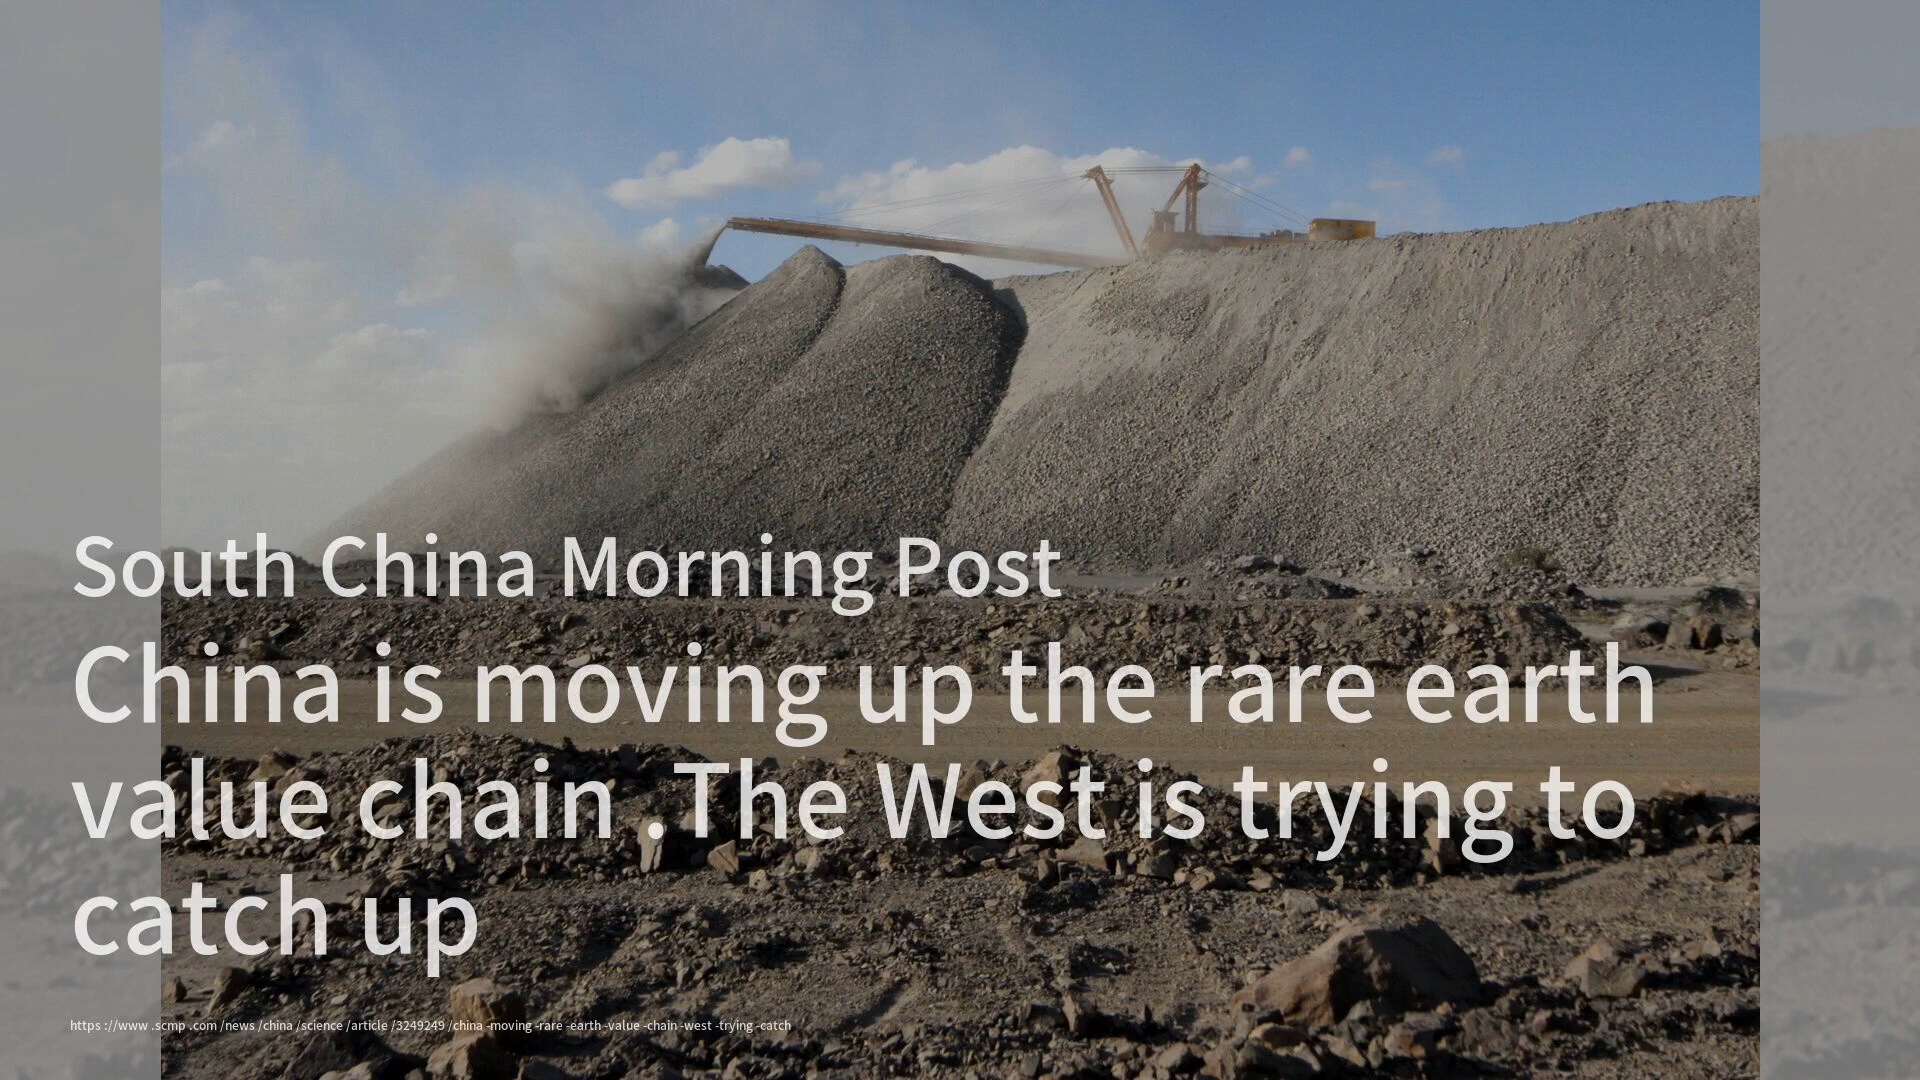 South China Morning Post
China is moving up the rare earth
value chain .The West is trying to
catch up
https ://www .scmp .com /news /china /science /article /3249249 /china -moving -rare -earth -value -chain -west -trying -catch